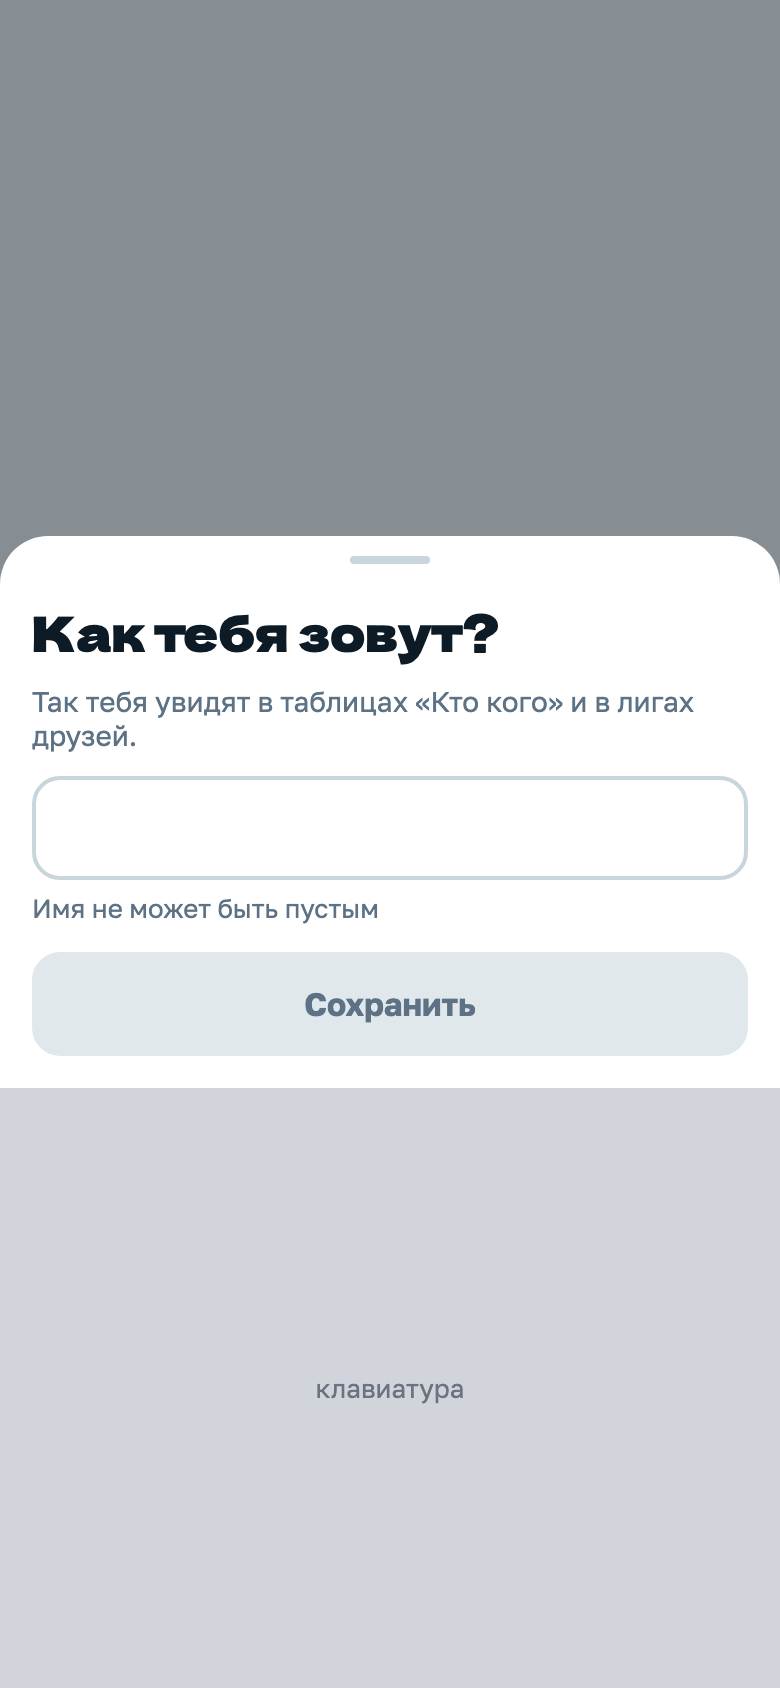 Как тебя зовут?
Так тебя увидят в таблицах «Кто кого» и в лигах
друзей.
Имя не может быть пустым
Сохранить
клавиатура